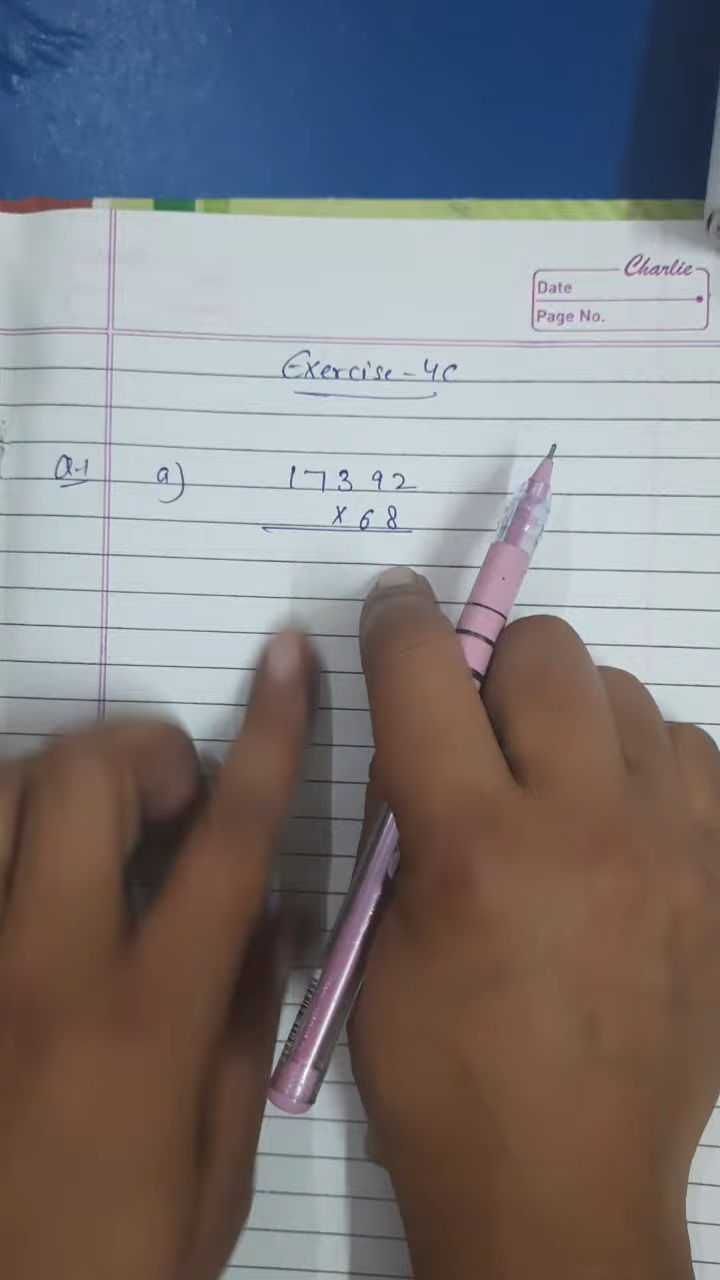 Charlie
Date
Page No.
Exercise-4C
Q-1 a) 17392
x 68